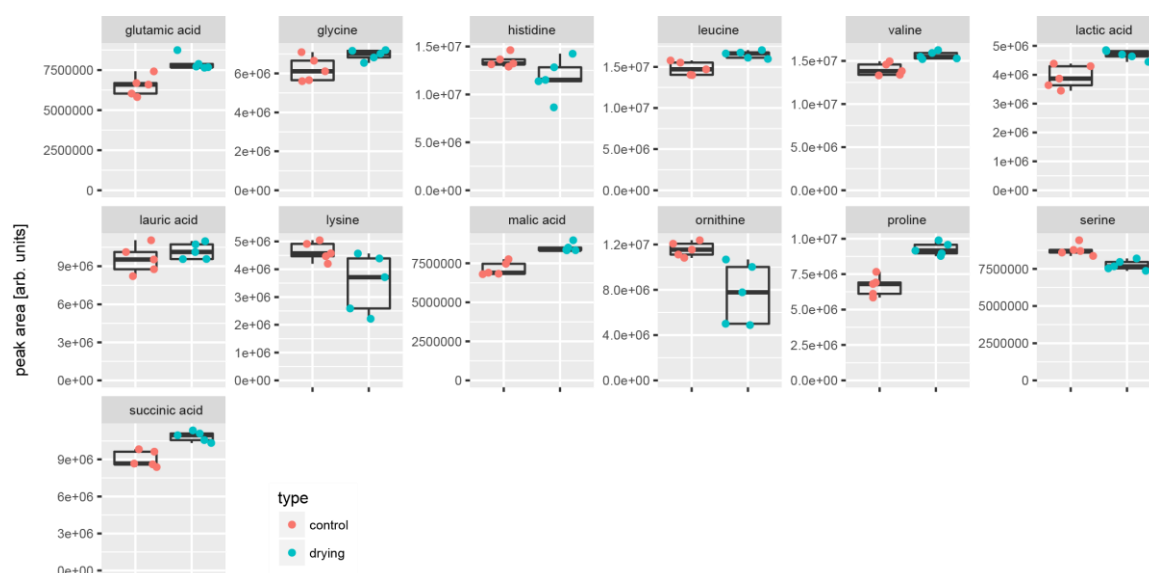 glutamic acid glycine histidine leucine valine lactic acid
7500000 5000000 2500000 0
6e+06 4e+06 2e+06 0e+00
1.5e+07 1.0e+07 5.0e+06 0.0e+00
1.5e+07 1.0e+07 5.0e+06 0.0e+00
1.5e+07 1.0e+07 5.0e+06 0.0e+00
5e+06 4e+06 3e+06 2e+06 1e+06 0e+00
peak area [arb. units]
lauric acid lysine malic acid ornithine proline serine
9e+06 6e+06 3e+06 0e+00
5e+06 4e+06 3e+06 2e+06 1e+06 0e+00
7500000 5000000 2500000 0
1.2e+07 9.0e+06 6.0e+06 3.0e+06 0.0e+00
1.0e+07 7.5e+06 5.0e+06 2.5e+06 0.0e+00
7500000 5000000 2500000 0
succinic acid
9e+06
6e+06
3e+06
0e+00
type
control
drying